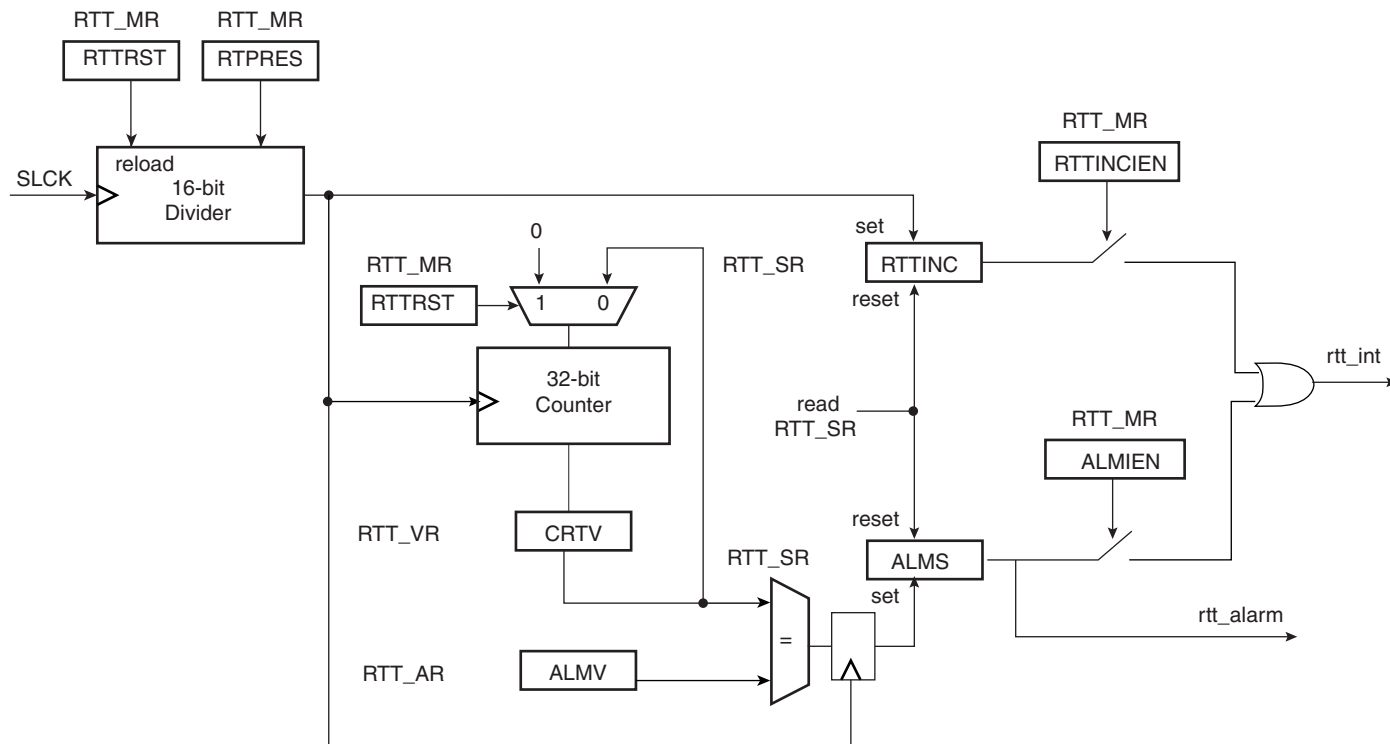 RTT_MR
RTT_MR
RTTRST
RTPRES
reload
16-bit
Divider
SLCK
RTT_MR
RTTINCIEN
0
set
RTT_MR
RTT_SR
RTTINC
RTTRST
1
0
reset
32-bit
Counter
rtt_int
read
RTT_SR
RTT_MR
ALMIEN
reset
RTT_VR
CRTV
RTT_SR
ALMS
set
=
rtt_alarm
RTT_AR
ALMV